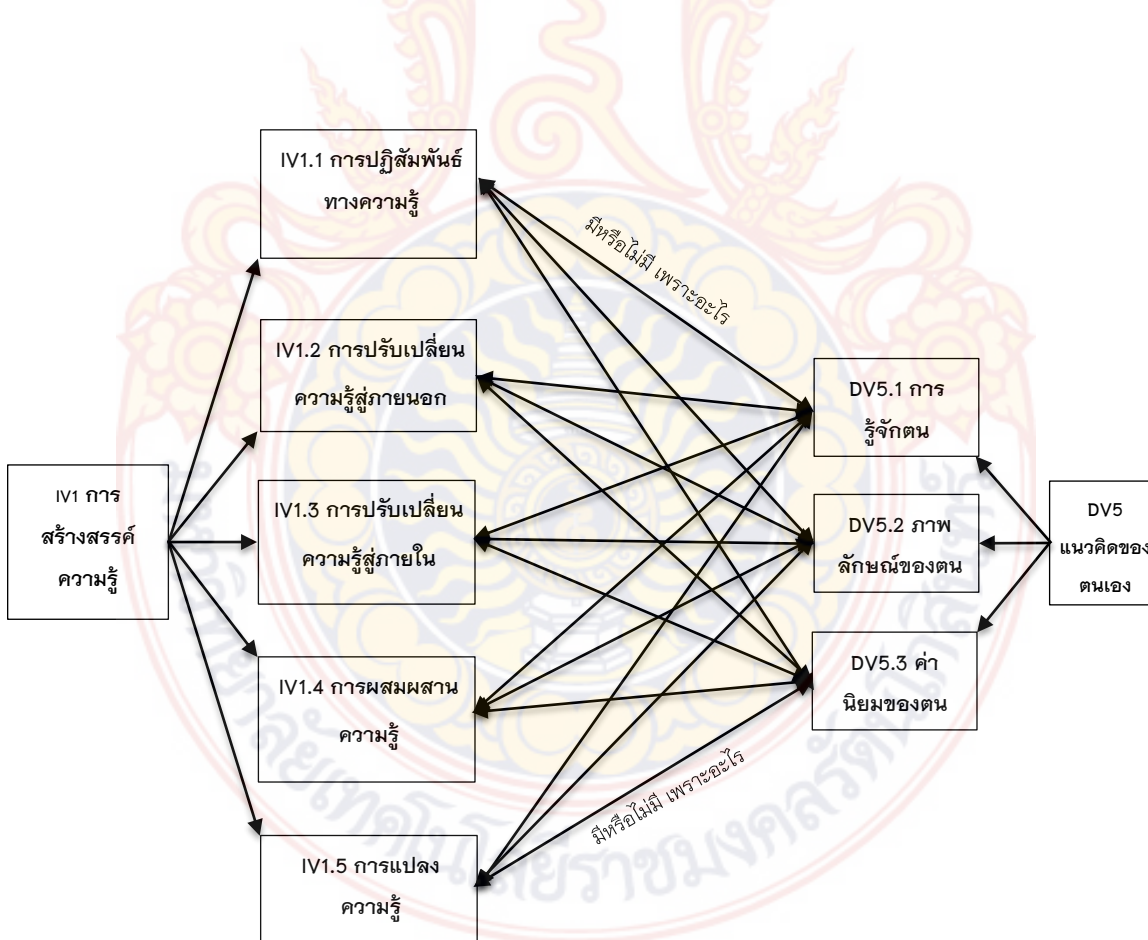 IV1.1 การปฏิสัมพันธ์
ทางความรู้
มีหรือไม่มี เพราะอะไร
IV1.2 การปรับเปลี่ยน
ความรู้สู่ภายนอก
DV5.1 การ
รู้จักตน
IV1 การ
สร้างสรรค์
ความรู้
IV1.3 การปรับเปลี่ยน
ความรู้สู่ภายใน
DV5.2 ภาพ
ลักษณ์ของตน
DV5
แนวคิดของ
ตนเอง
IV1.4 การผสมผสาน
ความรู้
DV5.3 ค่า
นิยมของตน
มีหรือไม่มี เพราะอะไร
IV1.5 การแปลง
ความรู้